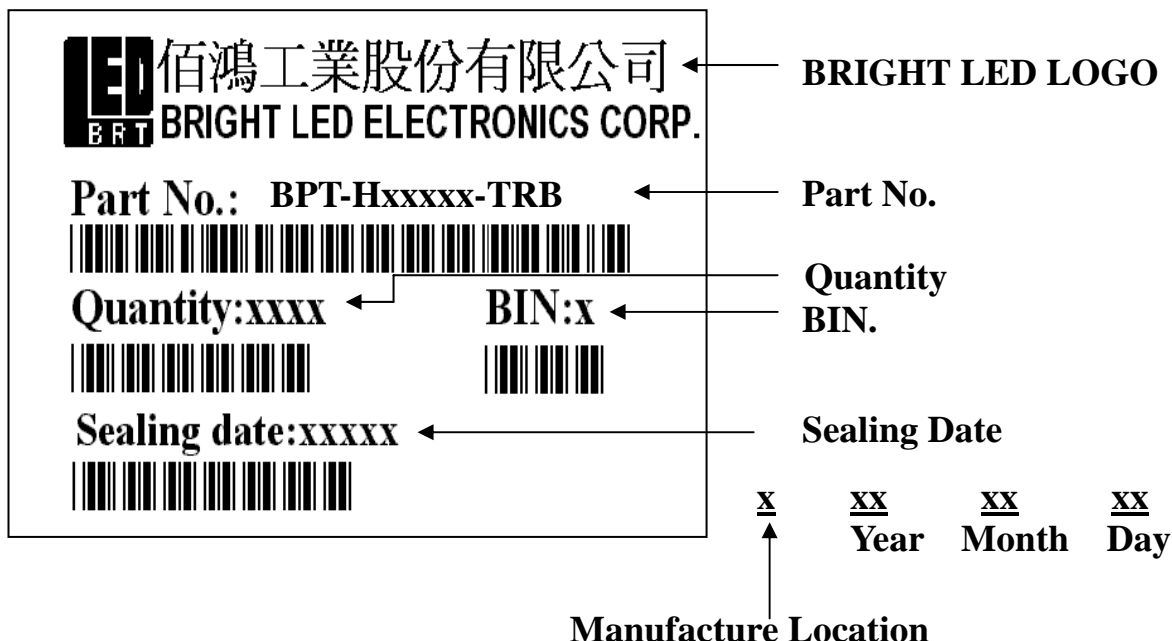 LED 佰鴻工業股份有限公司 BRIGHT LED LOGO
BRT BRIGHT LED ELECTRONICS CORP.
Part No.: BPT-Hxxxxx-TRB Part No.
Quantity
Quantity:xxxx BIN:x BIN.
Sealing date:xxxxx Sealing Date
x xx xx xx
Year Month Day
Manufacture Location